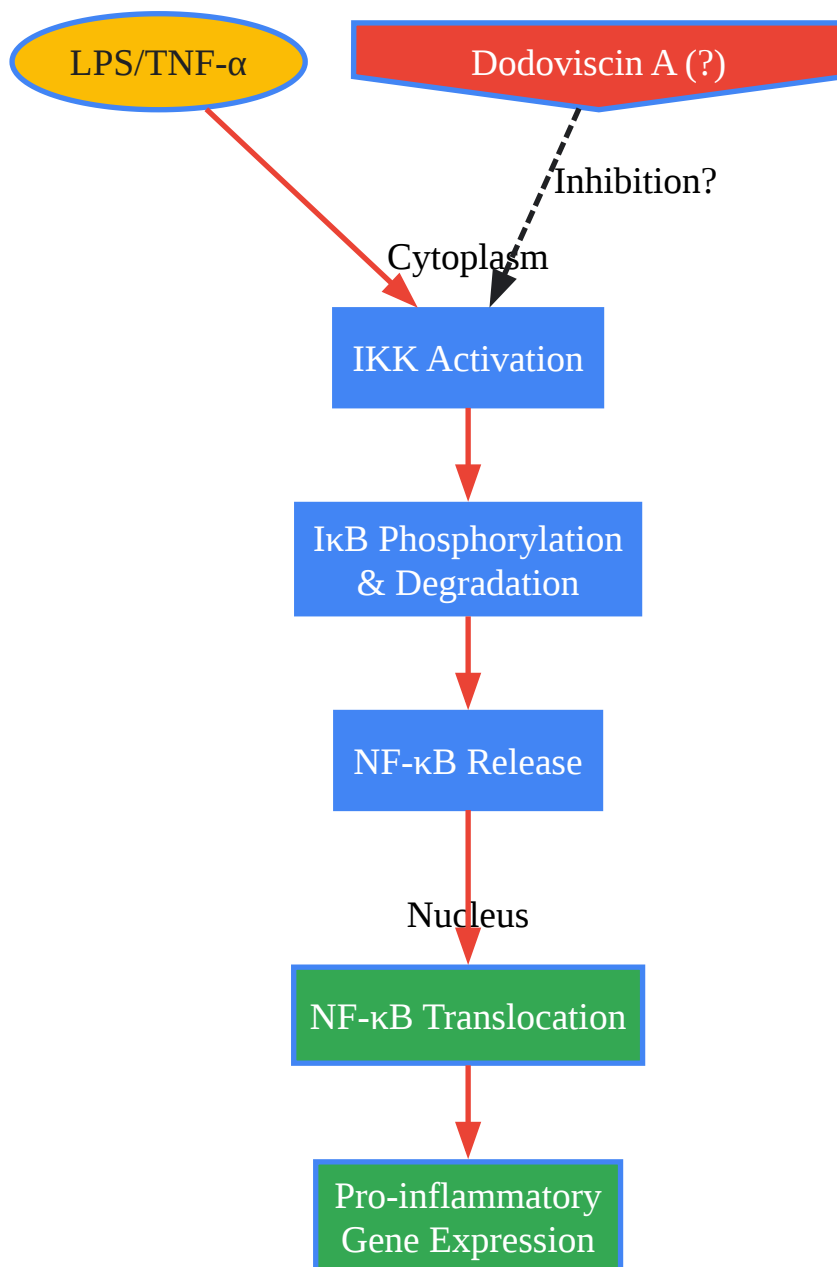 LPS/TNF-α
Dodoviscin A (?)
Inhibition?
Cytoplasm
IKK Activation
IκB Phosphorylation
& Degradation
NF-κB Release
Nucleus
NF-κB Translocation
Pro-inflammatory
Gene Expression